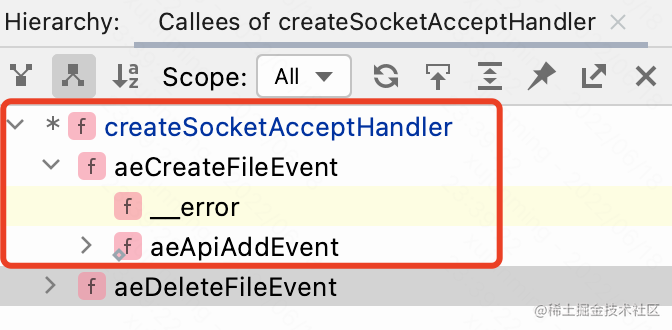 Hierarchy: Callees of createSocketAcceptHandler
Scope: All
* f createSocketAcceptHandler
f aeCreateFileEvent
f __error
f aeApiAddEvent
f aeDeleteFileEvent
@稀土掘金技术社区